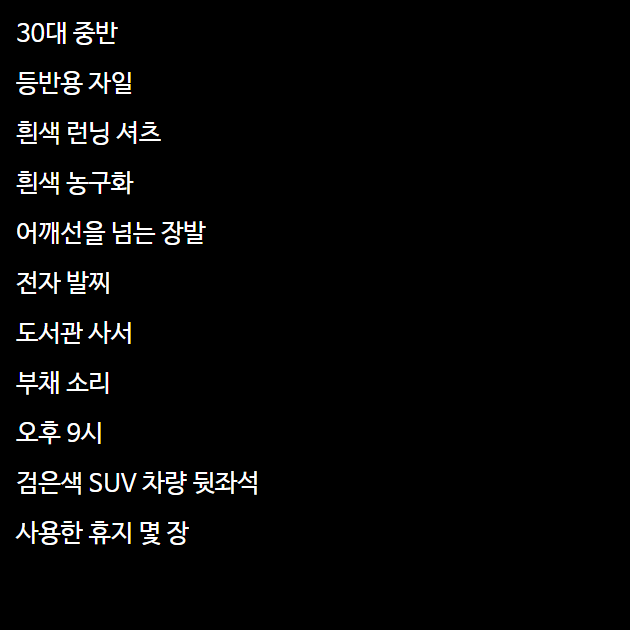 30대 중반
등반용 자일
흰색 런닝 셔츠
흰색 농구화
어깨선을 넘는 장발
전자 발찌
도서관 사서
부채 소리
오후 9시
검은색 SUV 차량 뒷좌석
사용한 휴지 몇 장